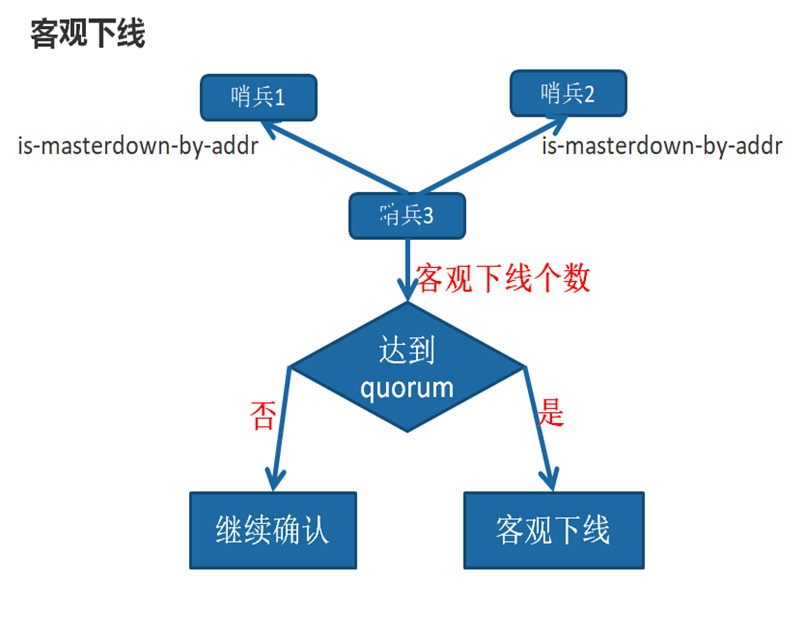 客观下线
哨兵1
哨兵2
is-masterdown-by-addr
is-masterdown-by-addr
哨兵3
客观下线个数
达到
quorum
否
是
继续确认
客观下线